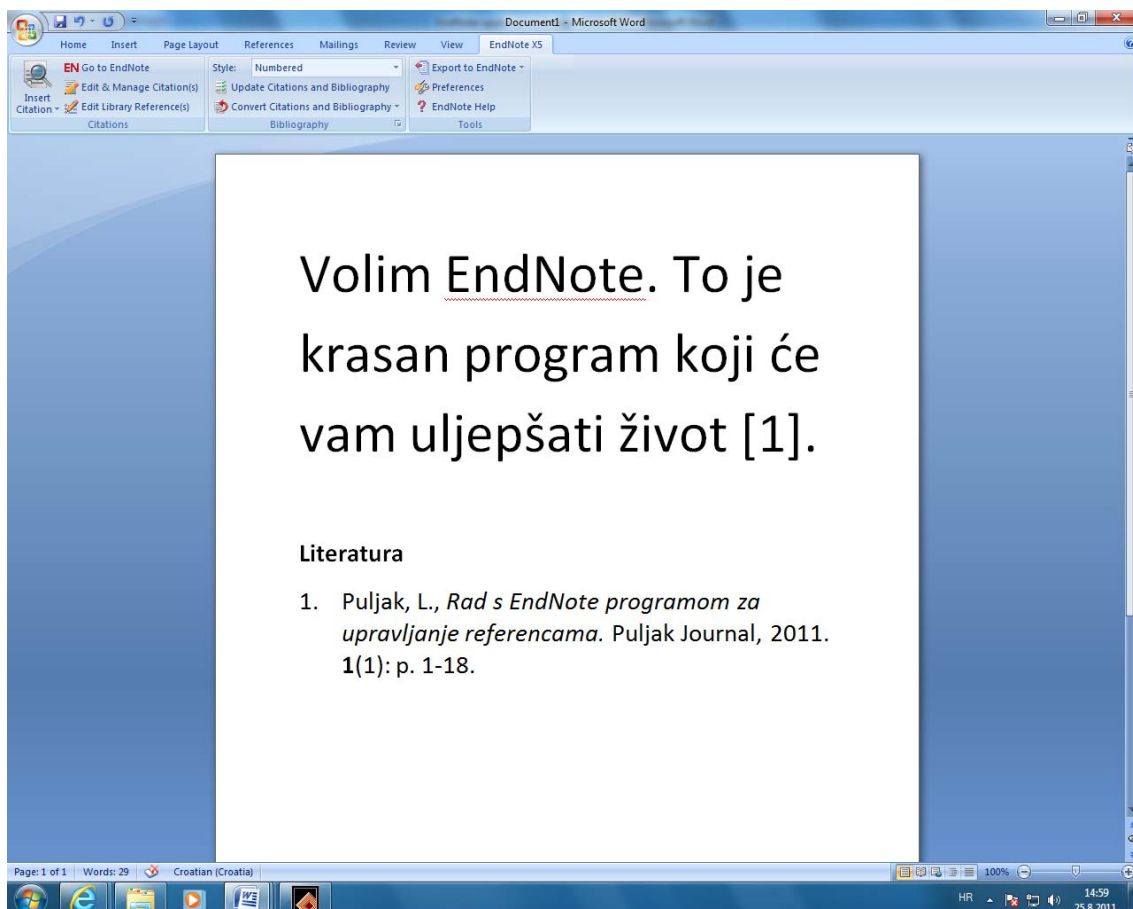 Document1 - Microsoft Word
Home Insert Page Layout References Mailings Review View EndNote X5
EN Go to EndNote Style: Numbered Export to EndNote
Edit & Manage Citation(s) Update Citations and Bibliography Preferences
Insert
Citation Edit Library Reference(s) Convert Citations and Bibliography ? EndNote Help
Citations Bibliography Tools
Volim EndNote. To je
krasan program koji će
vam uljepšati život [1].
Literatura
1. Puljak, L., Rad s EndNote programom za
upravljanje referencama. Puljak Journal, 2011.
1(1): p. 1-18.
Page: 1 of 1 Words: 29 Croatian (Croatia) 100%
HR 14:59
25.8.2011